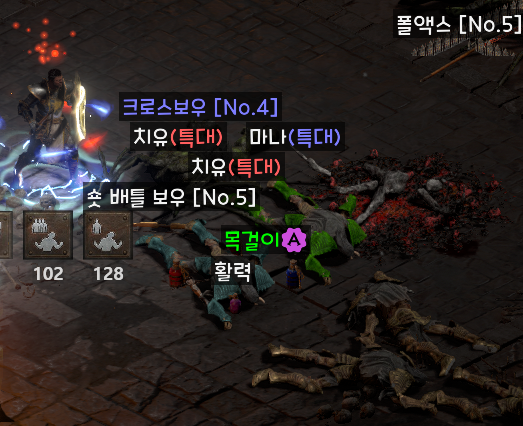 폴액스 [No.5]
크로스보우 [No.4]
치유(특대) 마나(특대)
치유(특대)
숏 배틀 보우 [No.5]
목걸이 A
활력
102 128